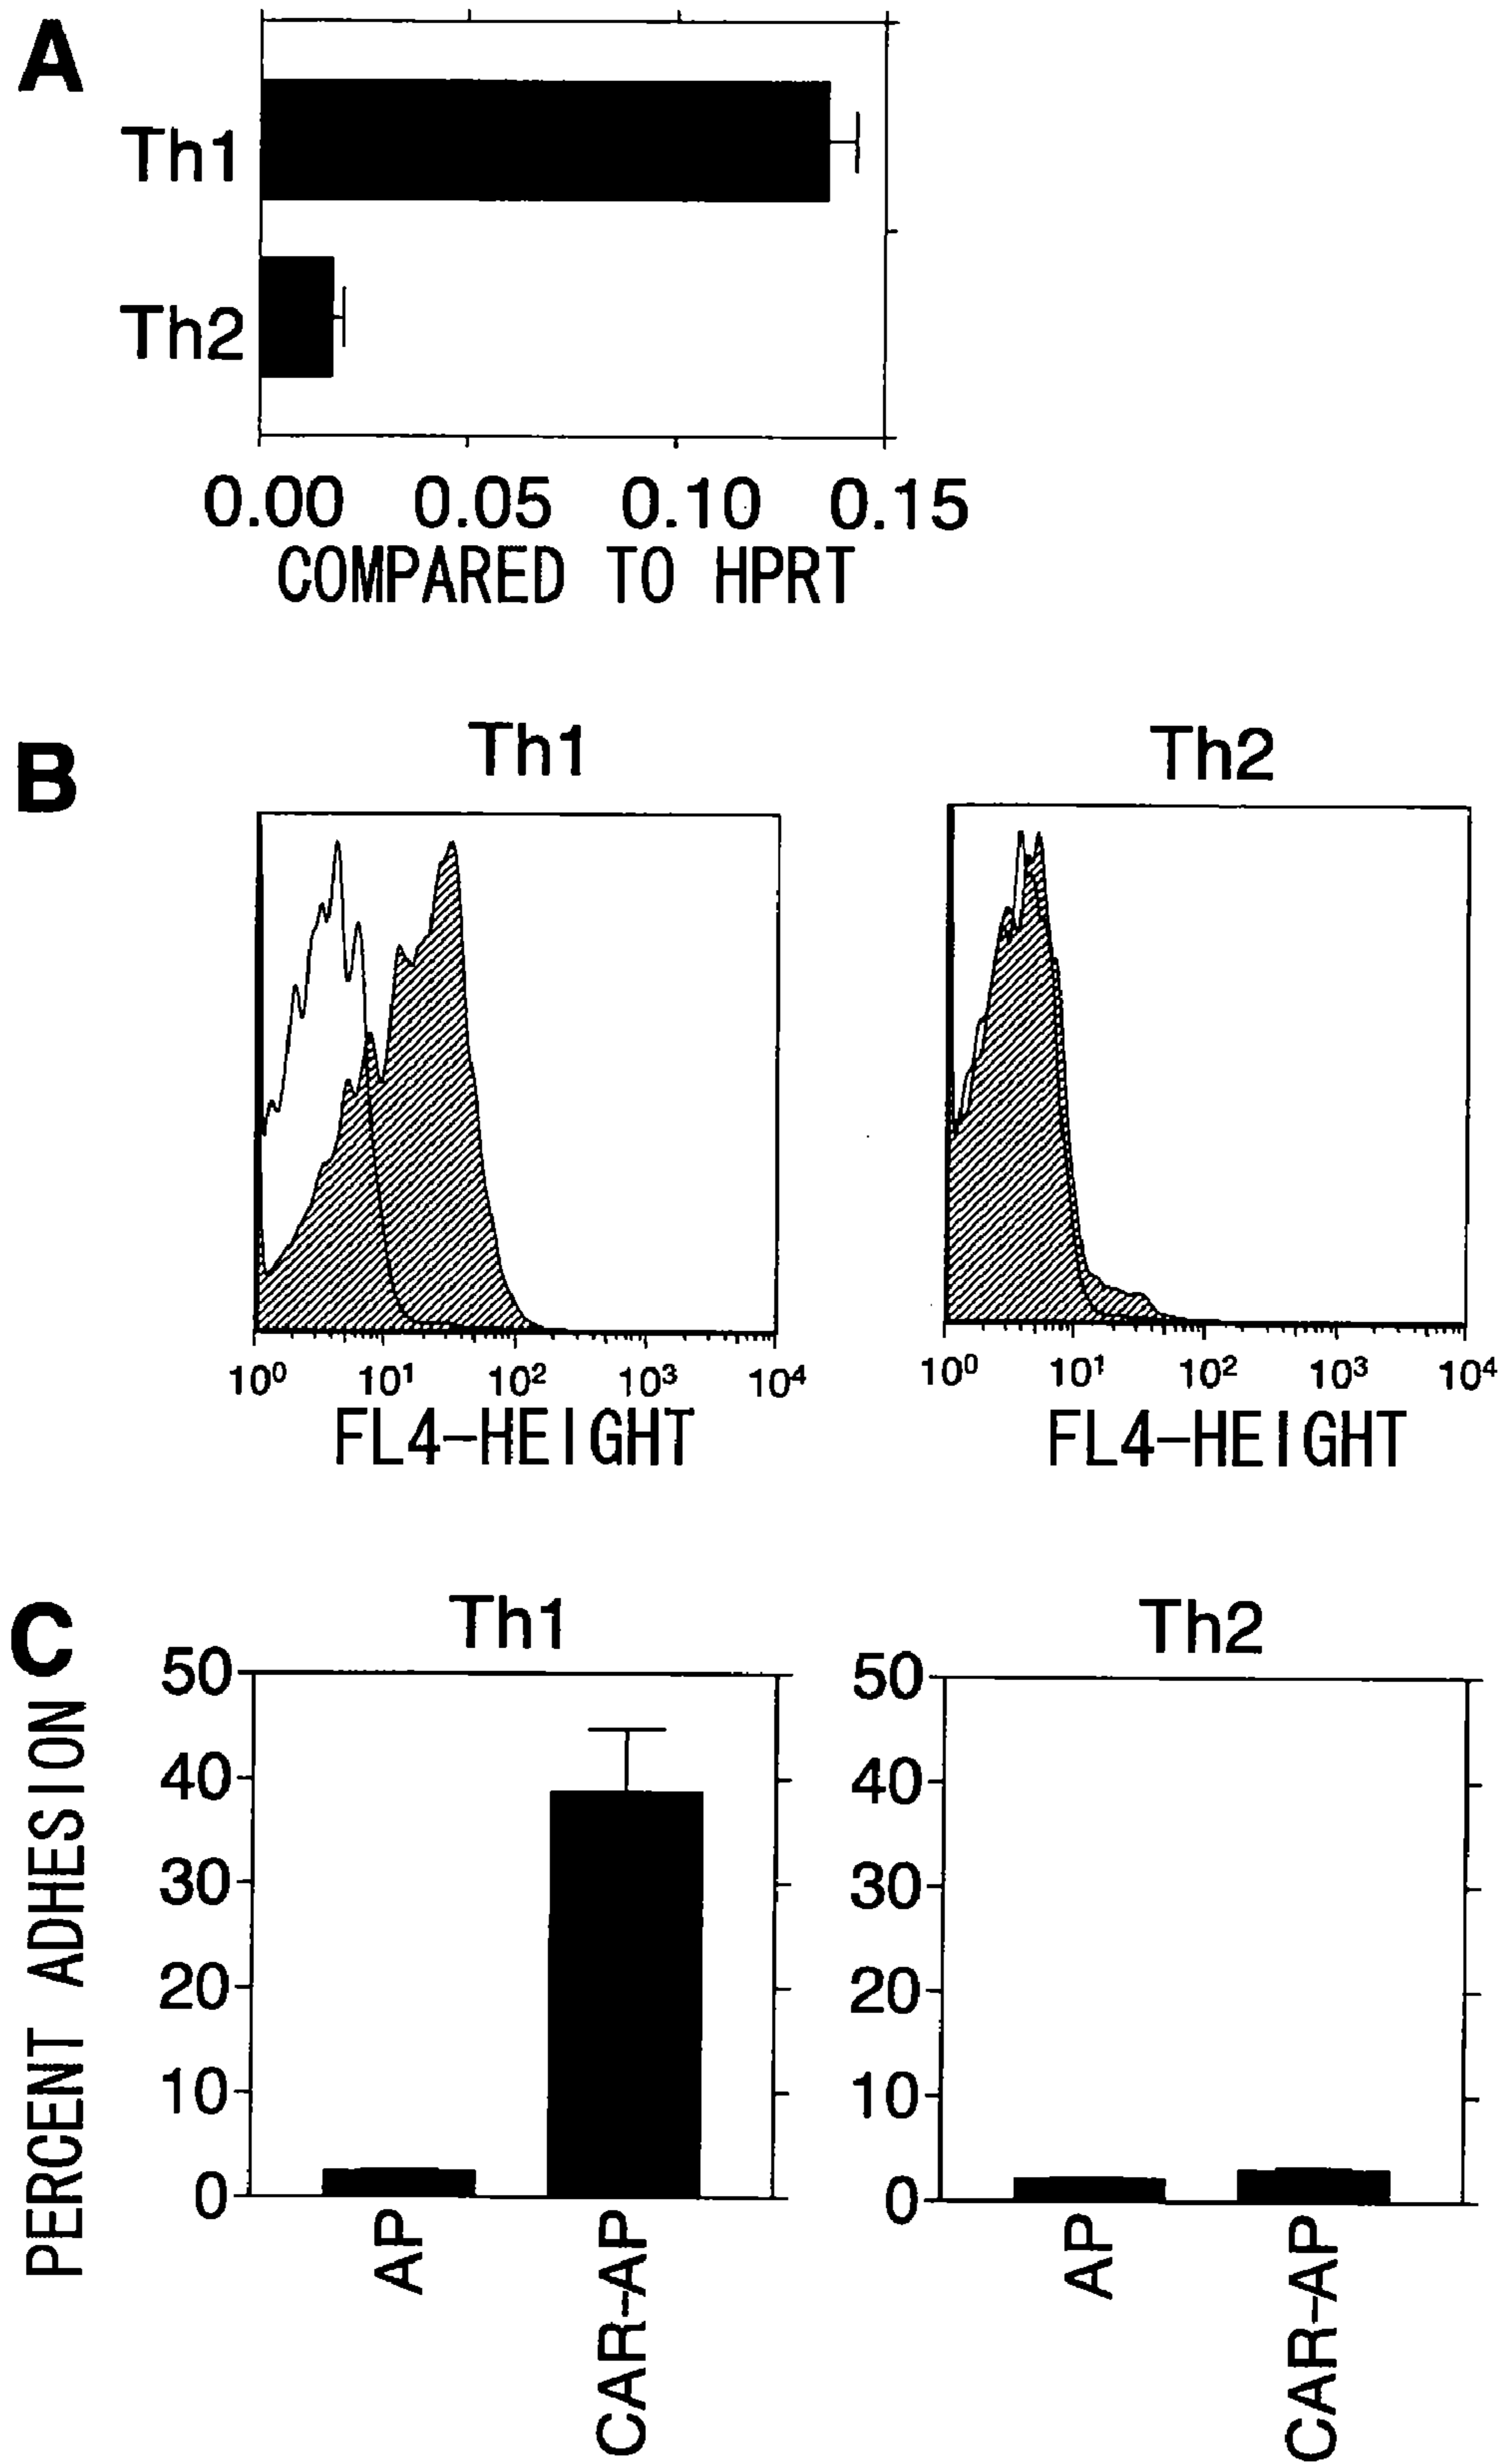 A
Th1
Th2
0.00 0.05 0.10 0.15
COMPARED TO HPRT
B
Th1 Th2
10⁰ 10¹ 10² 10³ 10⁴ 10⁰ 10¹ 10² 10³ 10⁴
FL4-HEIGHT FL4-HEIGHT
C
Th1 Th2
PERCENT ADHESION
50
40
30
20
10
0
AP CAR-AP
50
40
30
20
10
0
AP CAR-AP